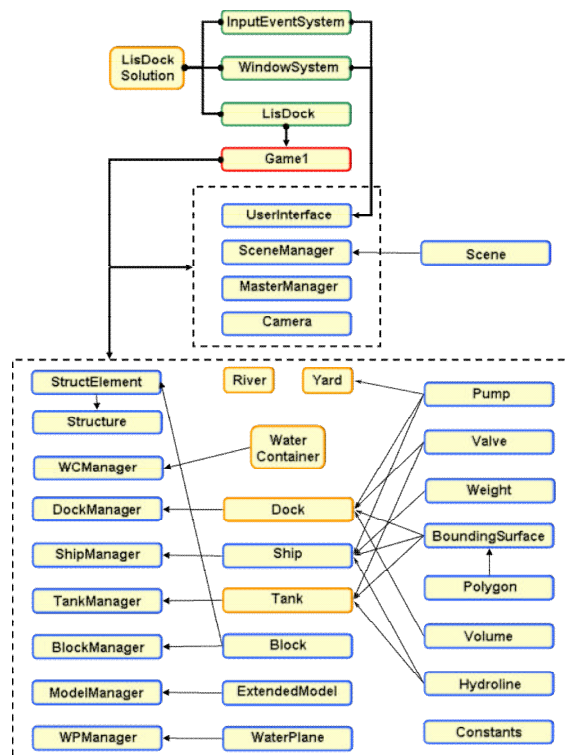 InputEventSystem
LisDock
Solution
WindowSystem
LisDock
Game1
UserInterface
SceneManager
Scene
MasterManager
Camera
StructElement
River
Yard
Pump
Structure
Valve
Water
Container
WCManager
Weight
DockManager
Dock
BoundingSurface
ShipManager
Ship
Polygon
TankManager
Tank
Volume
BlockManager
Block
Hydroline
ModelManager
ExtendedModel
Constants
WPManager
WaterPlane